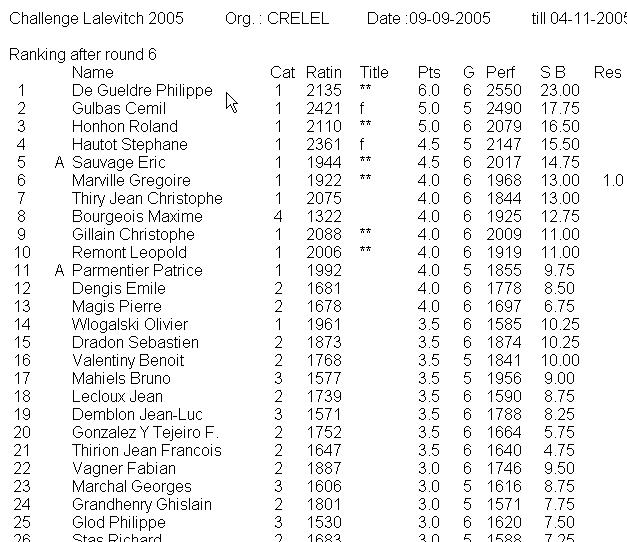 Challenge Lalevitch 2005 Org. : CRELEL Date :09-09-2005 till 04-11-2005
Ranking after round 6
Name Cat Ratin Title Pts G Perf S B Res
1 De Gueldre Philippe 1 2135 ** 6.0 6 2550 23.00
2 Gulbas Cemil 1 2421 f 5.0 6 2490 17.75
3 Honhon Roland 1 2110 ** 5.0 6 2079 16.50
4 Hautot Stephane 1 2361 f 4.5 5 2147 15.50
5 A Sauvage Eric 1 1944 ** 4.5 6 2017 14.75
6 Marville Gregoire 1 1922 ** 4.0 6 1968 13.00 1.0
7 Thiry Jean Christophe 1 2075 4.0 6 1844 13.00
8 Bourgeois Maxime 4 1322 4.0 6 1925 12.75
9 Gillain Christophe 1 2088 ** 4.0 6 2009 11.00
10 Remont Leopold 1 2006 ** 4.0 6 1919 11.00
11 A Parmentier Patrice 1 1992 4.0 5 1855 9.75
12 Dengis Emile 2 1681 4.0 6 1778 8.50
13 Magis Pierre 2 1678 4.0 6 1697 6.75
14 Wlogalski Olivier 1 1961 3.5 6 1585 10.25
15 Dradon Sebastien 2 1873 3.5 6 1874 10.25
16 Valentiny Benoit 2 1768 3.5 5 1841 10.00
17 Mahiels Bruno 3 1577 3.5 5 1956 9.00
18 Lecloux Jean 2 1739 3.5 6 1590 8.75
19 Demblon Jean-Luc 3 1571 3.5 6 1788 8.25
20 Gonzalez Y Tejeiro F. 2 1752 3.5 6 1664 5.75
21 Thirion Jean Francois 2 1647 3.5 6 1640 4.75
22 Vagner Fabian 2 1887 3.0 6 1746 9.50
23 Marchal Georges 3 1606 3.0 5 1616 8.75
24 Grandhenry Ghislain 2 1801 3.0 5 1571 7.75
25 Glod Philippe 3 1530 3.0 6 1620 7.50
26 Stas Richard 2 1683 3.0 5 1588 7.25